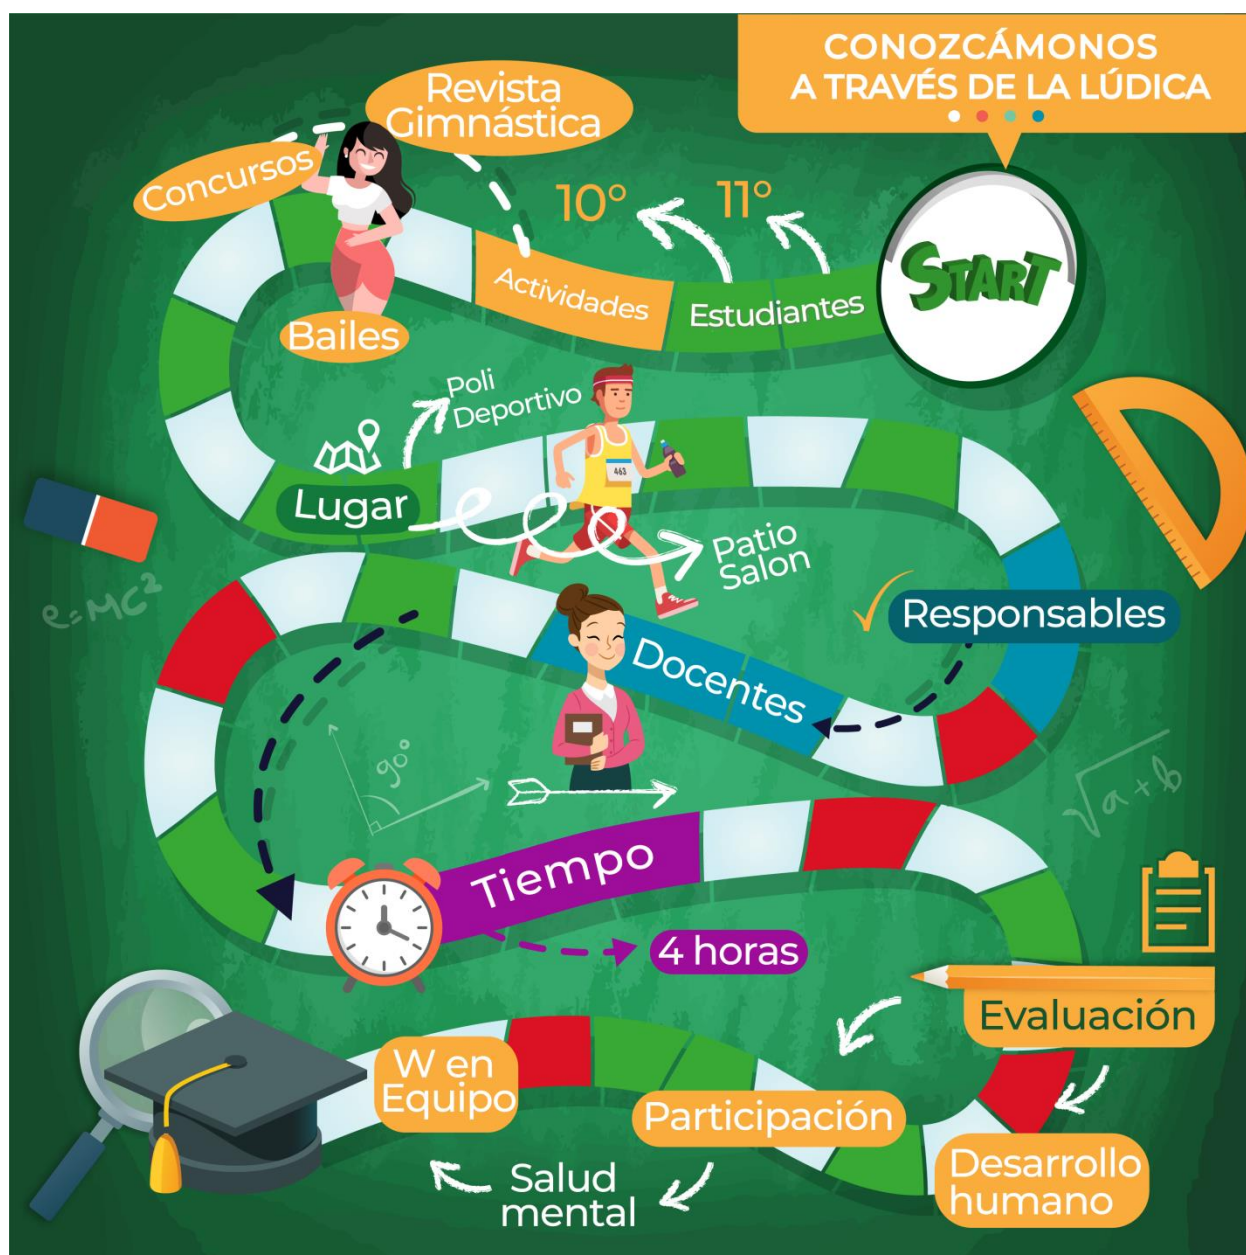 CONOZCÁMONOS
A TRAVÉS DE LA LÚDICA
START
Estudiantes
11°
10°
Actividades
Revista
Gimnástica
Concursos
Bailes
Lugar
Poli
Deportivo
463
Patio
Salon
Responsables
Docentes
e=MC²
90°
√a+b
Tiempo
4 horas
Evaluación
Desarrollo
humano
Participación
Salud
mental
W en
Equipo